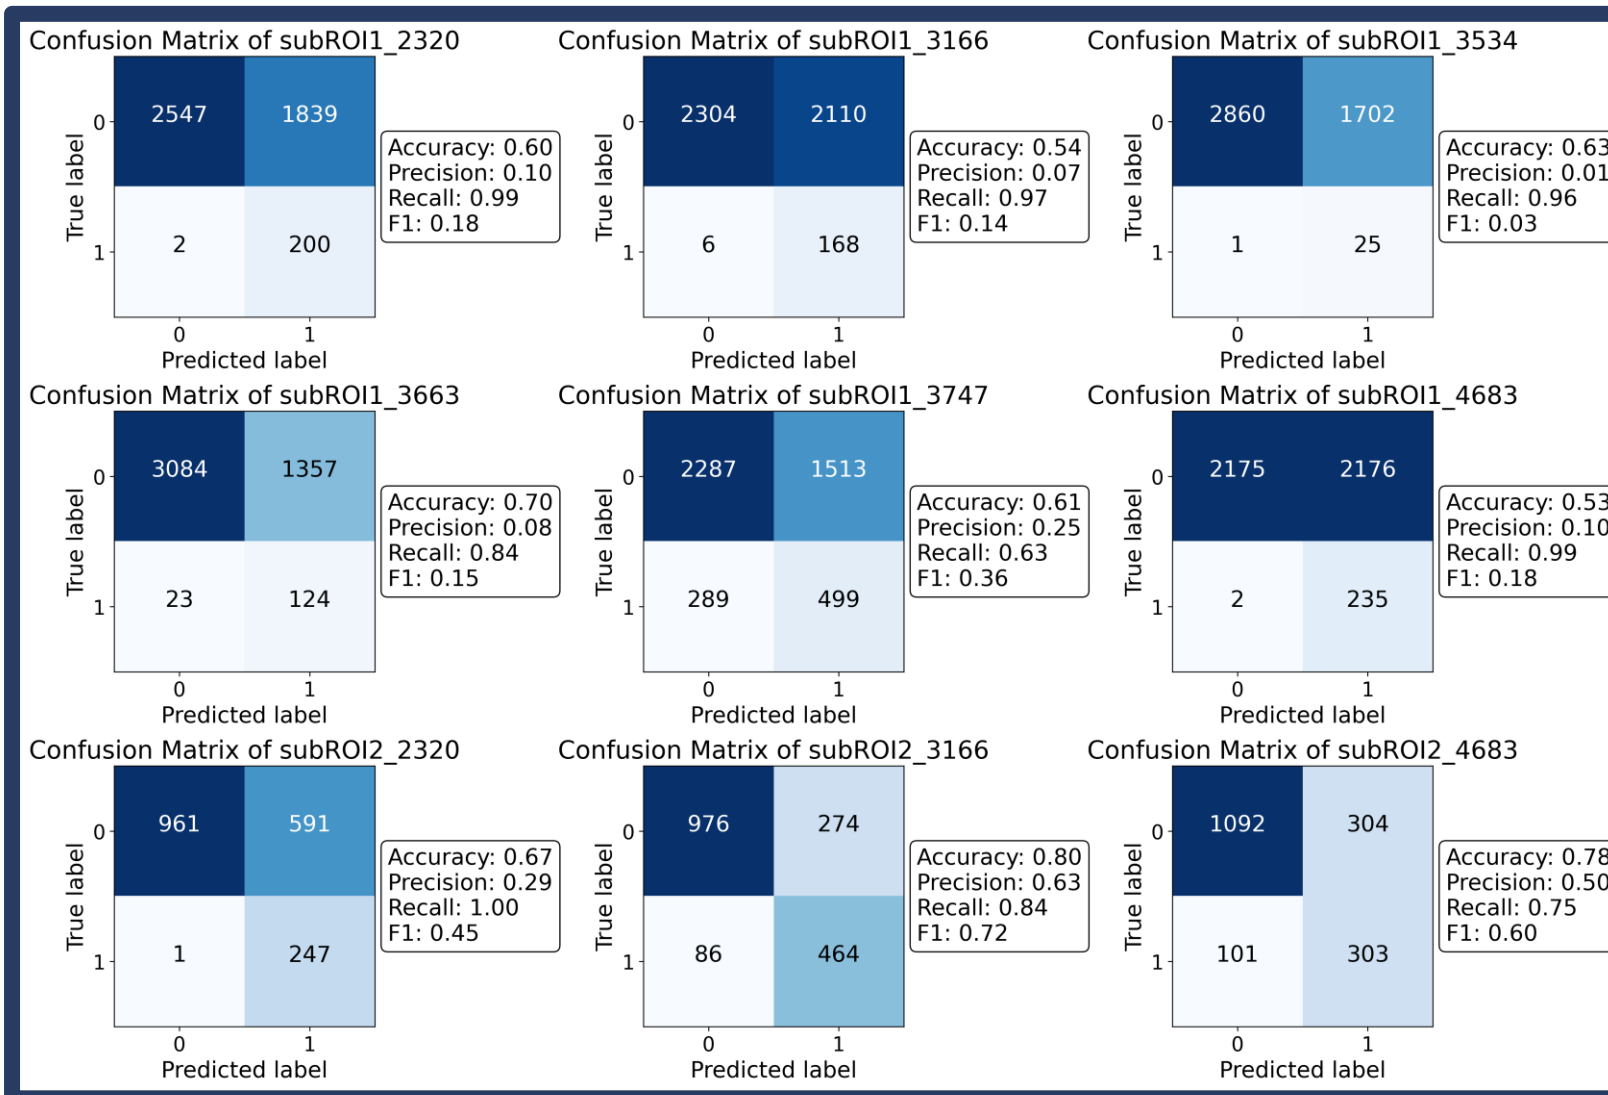 Confusion Matrix of subROI1_2320
2547 1839
2 200
0
1
True label
0 1
Predicted label
Accuracy: 0.60
Precision: 0.10
Recall: 0.99
F1: 0.18
Confusion Matrix of subROI1_3166
2304 2110
6 168
0
1
True label
0 1
Predicted label
Accuracy: 0.54
Precision: 0.07
Recall: 0.97
F1: 0.14
Confusion Matrix of subROI1_3534
2860 1702
1 25
0
1
True label
0 1
Predicted label
Accuracy: 0.63
Precision: 0.01
Recall: 0.96
F1: 0.03
Confusion Matrix of subROI1_3663
3084 1357
23 124
0
1
True label
0 1
Predicted label
Accuracy: 0.70
Precision: 0.08
Recall: 0.84
F1: 0.15
Confusion Matrix of subROI1_3747
2287 1513
289 499
0
1
True label
0 1
Predicted label
Accuracy: 0.61
Precision: 0.25
Recall: 0.63
F1: 0.36
Confusion Matrix of subROI1_4683
2175 2176
2 235
0
1
True label
0 1
Predicted label
Accuracy: 0.53
Precision: 0.10
Recall: 0.99
F1: 0.18
Confusion Matrix of subROI2_2320
961 591
1 247
0
1
True label
0 1
Predicted label
Accuracy: 0.67
Precision: 0.29
Recall: 1.00
F1: 0.45
Confusion Matrix of subROI2_3166
976 274
86 464
0
1
True label
0 1
Predicted label
Accuracy: 0.80
Precision: 0.63
Recall: 0.84
F1: 0.72
Confusion Matrix of subROI2_4683
1092 304
101 303
0
1
True label
0 1
Predicted label
Accuracy: 0.78
Precision: 0.50
Recall: 0.75
F1: 0.60